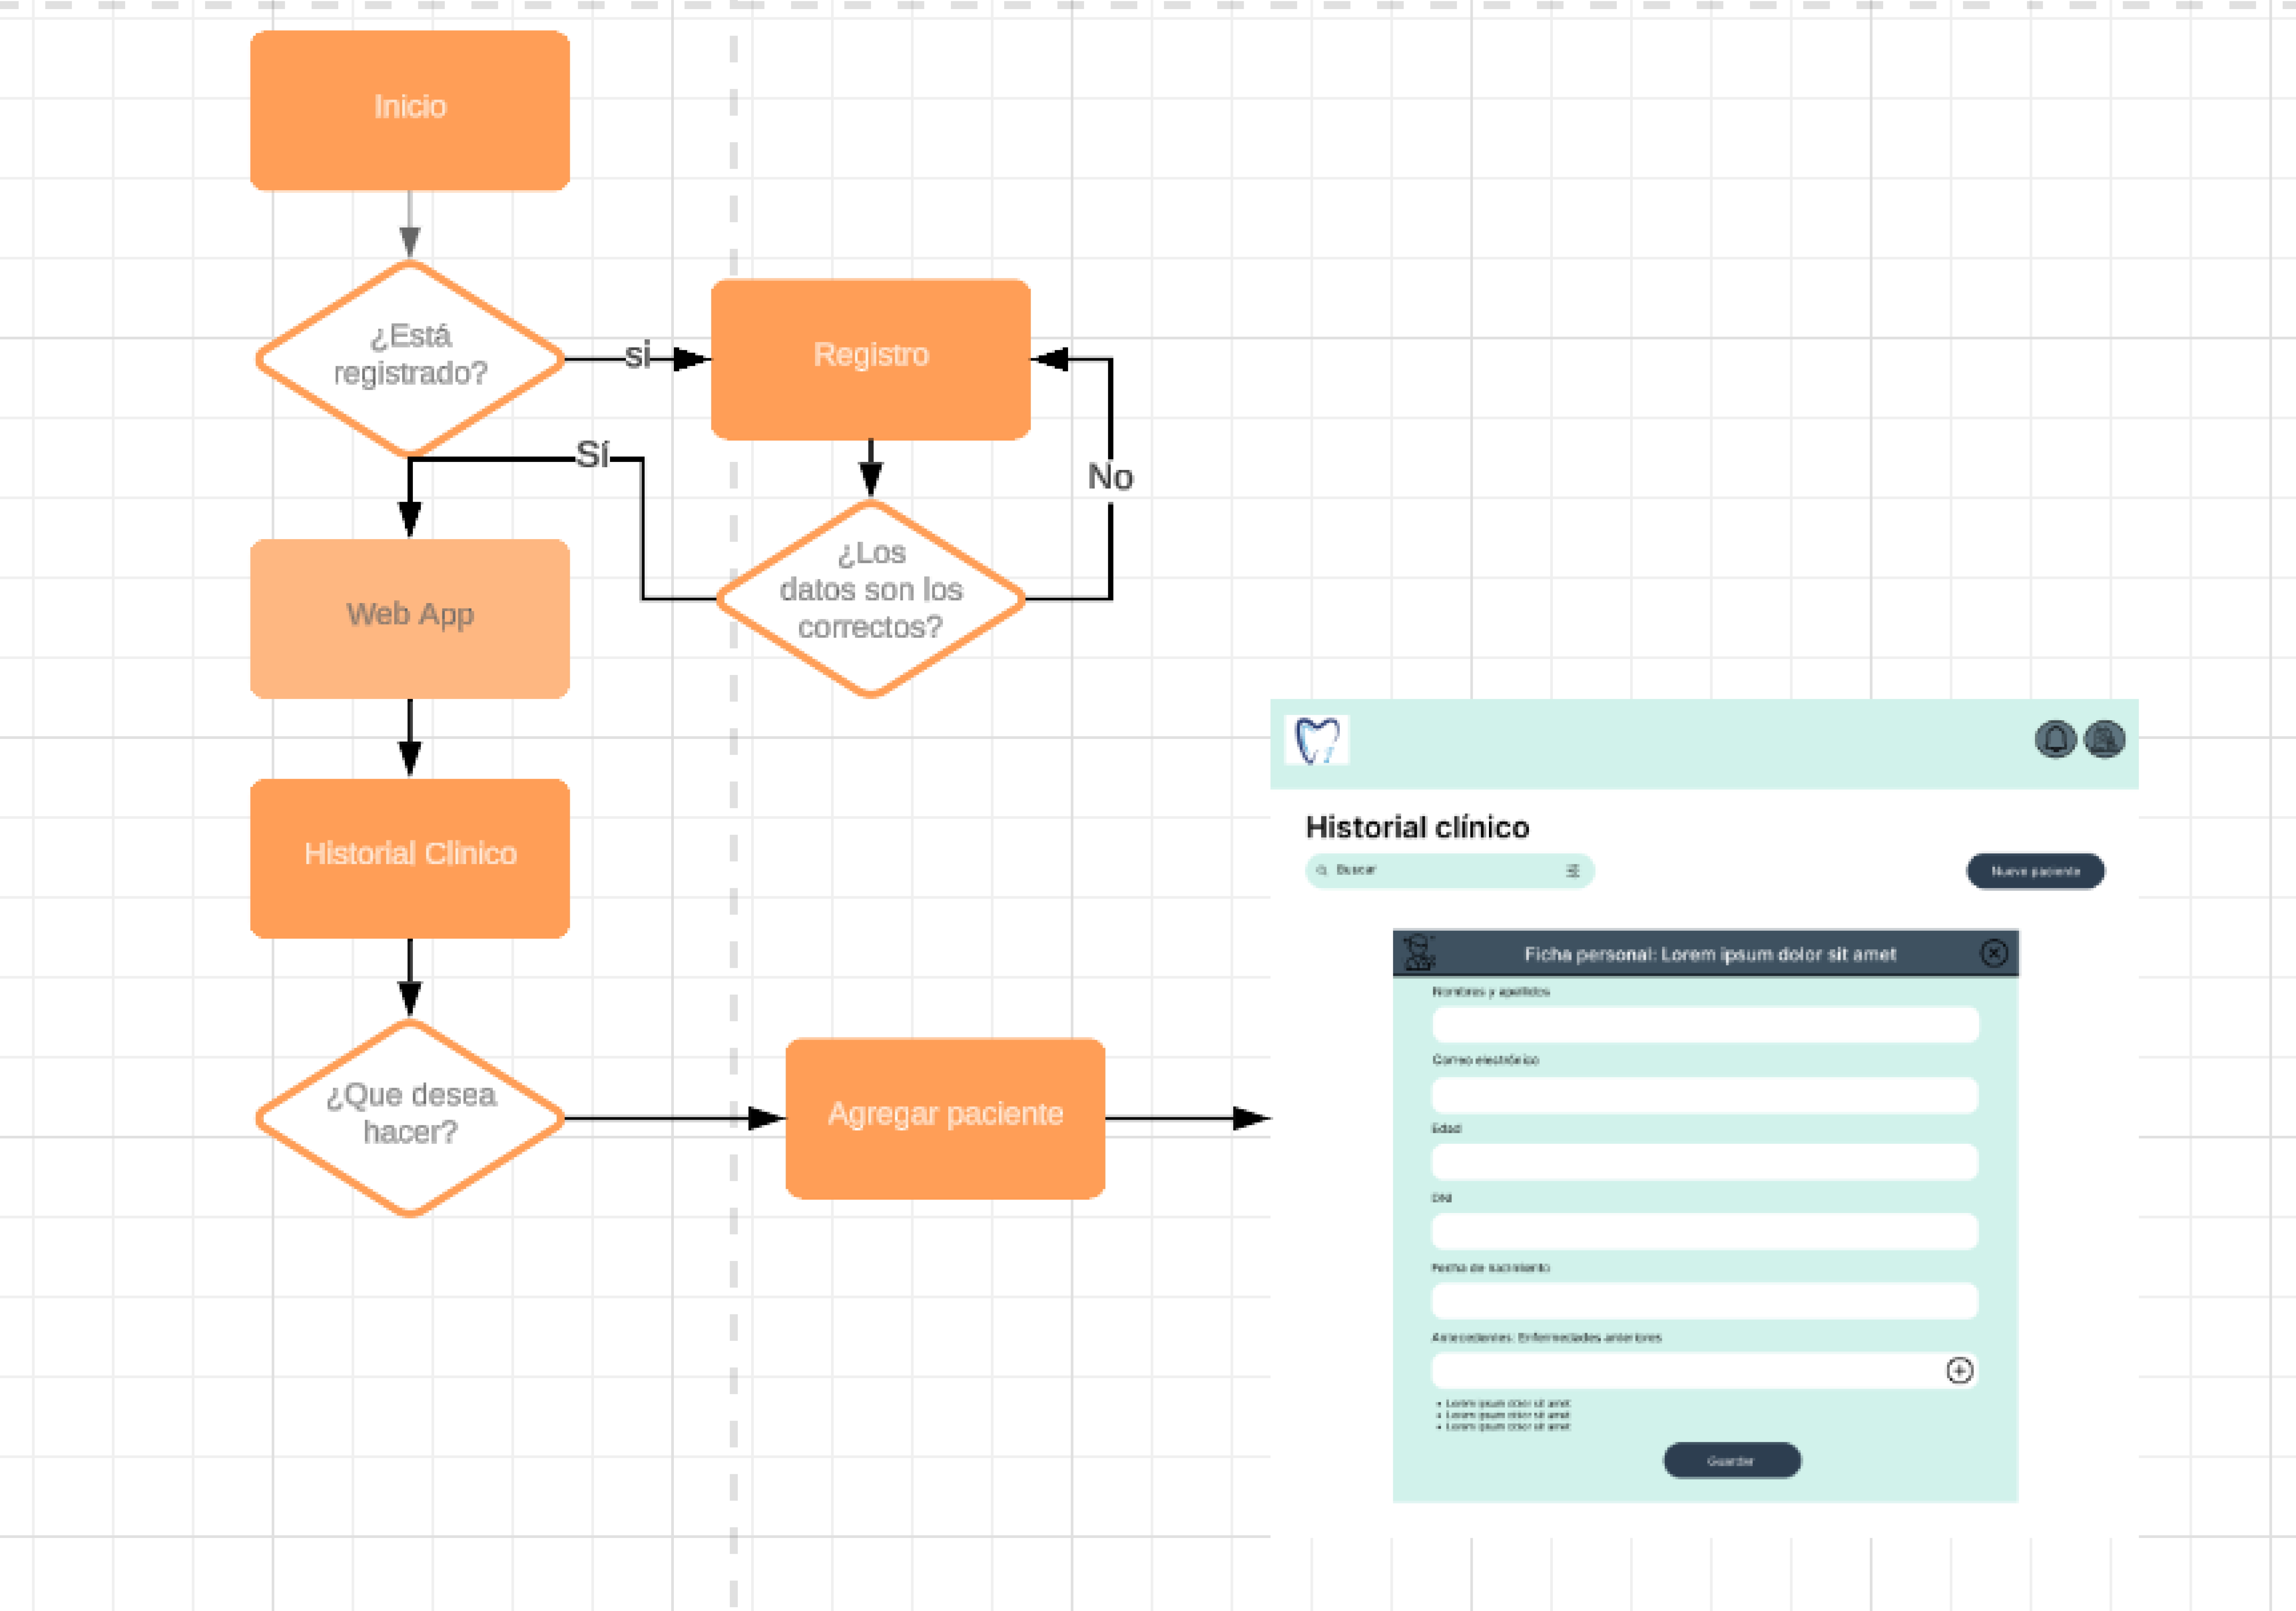 Inicio
¿Está
registrado?
si
Registro
Sí
No
¿Los
datos son los
correctos?
Web App
Historial Clinico
¿Que desea
hacer?
Agregar paciente
Historial clínico
Buscar
Nuevo paciente
Ficha personal: Lorem ipsum dolor sit amet
Nombres y apellidos
Correo electrónico
Edad
DNI
Fecha de nacimiento
Antecedentes: Enfermedades anteriores
• Lorem ipsum dolor sit amet
• Lorem ipsum dolor sit amet
• Lorem ipsum dolor sit amet
Guardar